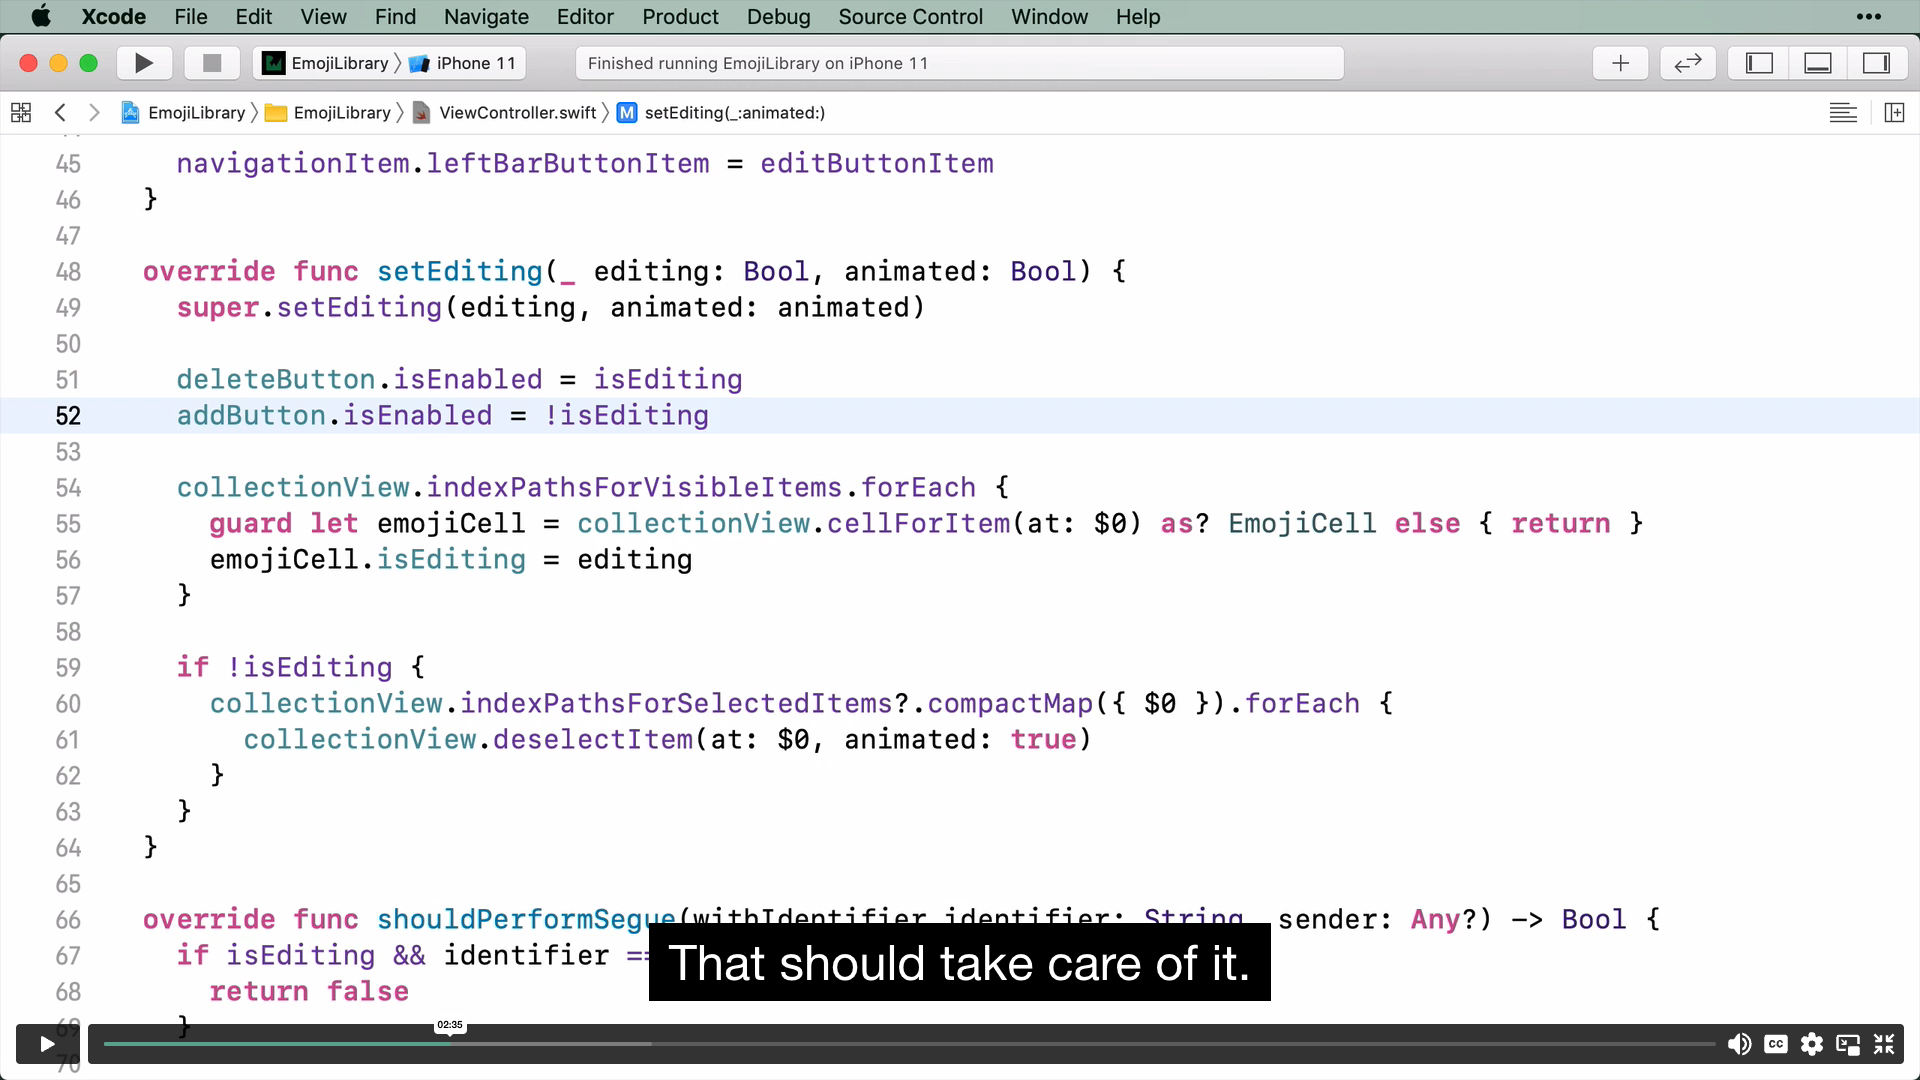 Xcode File Edit View Find Navigate Editor Product Debug Source Control Window Help •••
EmojiLibrary iPhone 11 Finished running EmojiLibrary on iPhone 11
EmojiLibrary EmojiLibrary ViewController.swift M setEditing(_:animated:)
45 navigationItem.leftBarButtonItem = editButtonItem
46 }
47
48 override func setEditing(_ editing: Bool, animated: Bool) {
49 super.setEditing(editing, animated: animated)
50
51 deleteButton.isEnabled = isEditing
52 addButton.isEnabled = !isEditing
53
54 collectionView.indexPathsForVisibleItems.forEach {
55 guard let emojiCell = collectionView.cellForItem(at: $0) as? EmojiCell else { return }
56 emojiCell.isEditing = editing
57 }
58
59 if !isEditing {
60 collectionView.indexPathsForSelectedItems?.compactMap({ $0 }).forEach {
61 collectionView.deselectItem(at: $0, animated: true)
62 }
63 }
64 }
65
66 override func shouldPerformSegue(withIdentifier identifier: String, sender: Any?) -> Bool {
67 if isEditing && identifier ==
68 return false
69 }
70
That should take care of it.
02:35
CC